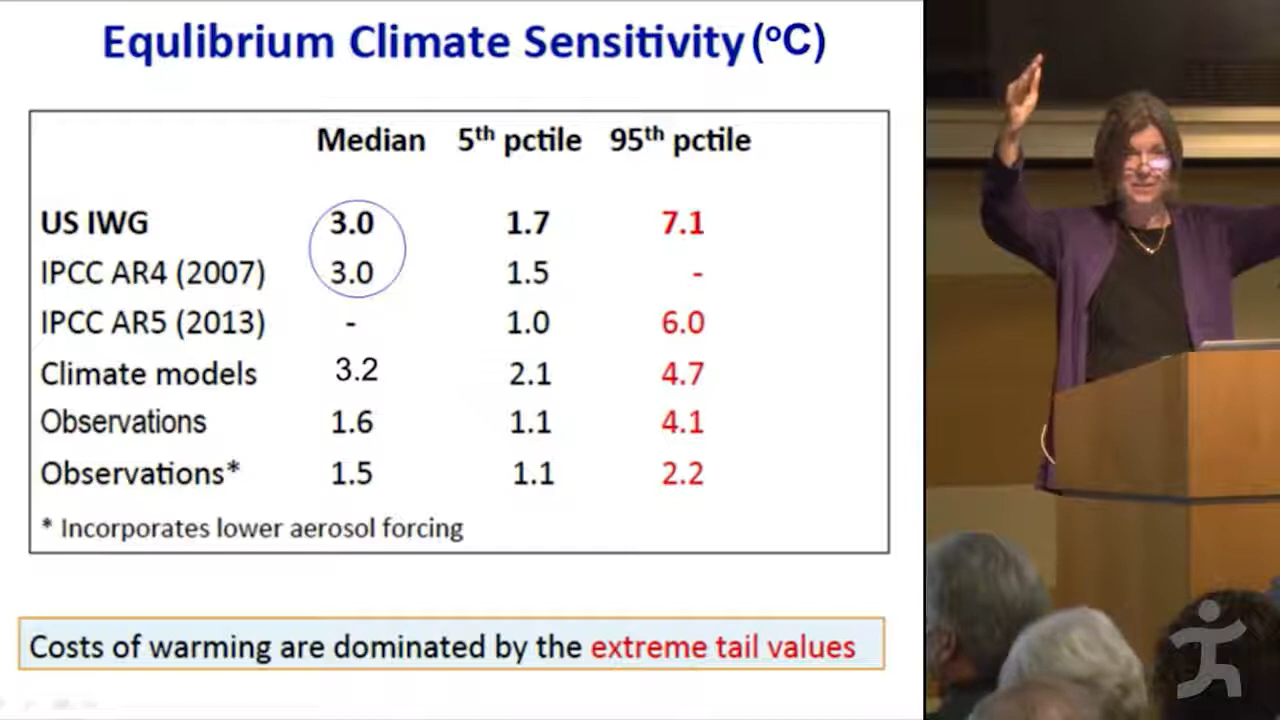 Equlibrium Climate Sensitivity (°C)
Median 5th pctile 95th pctile
US IWG 3.0 1.7 7.1
IPCC AR4 (2007) 3.0 1.5 -
IPCC AR5 (2013) - 1.0 6.0
Climate models 3.2 2.1 4.7
Observations 1.6 1.1 4.1
Observations* 1.5 1.1 2.2
* Incorporates lower aerosol forcing
Costs of warming are dominated by the extreme tail values